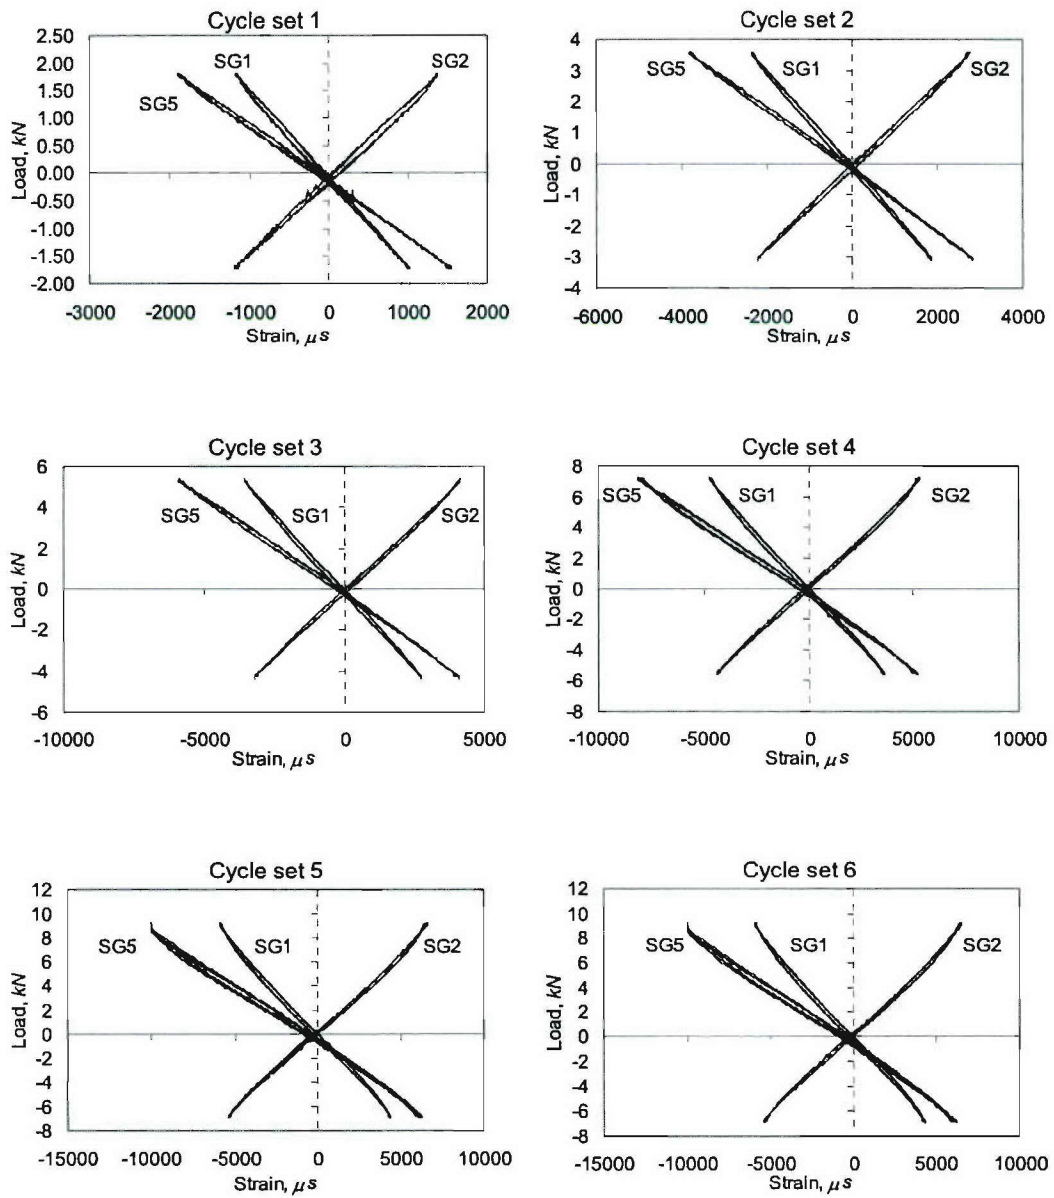 Cycle set 1
2.50
2.00
1.50
1.00
0.50
0.00
-0.50
-1.00
-1.50
-2.00
Load, kN
SG5
SG1
SG2
-3000 -2000 -1000 0 1000 2000
Strain, μs
Cycle set 2
4
3
2
1
0
-1
-2
-3
-4
Load, kN
SG5
SG1
SG2
-6000 -4000 -2000 0 2000 4000
Strain, μs
Cycle set 3
6
4
2
0
-2
-4
-6
Load, kN
SG5
SG1
SG2
-10000 -5000 0 5000
Strain, μs
Cycle set 4
8
6
4
2
0
-2
-4
-6
-8
Load, kN
SG5
SG1
SG2
-10000 -5000 0 5000 10000
Strain, μs
Cycle set 5
12
10
8
6
4
2
0
-2
-4
-6
-8
Load, kN
SG5
SG1
SG2
-15000 -10000 -5000 0 5000 10000
Strain, μs
Cycle set 6
12
10
8
6
4
2
0
-2
-4
-6
-8
Load, kN
SG5
SG1
SG2
-15000 -10000 -5000 0 5000 10000
Strain, μs